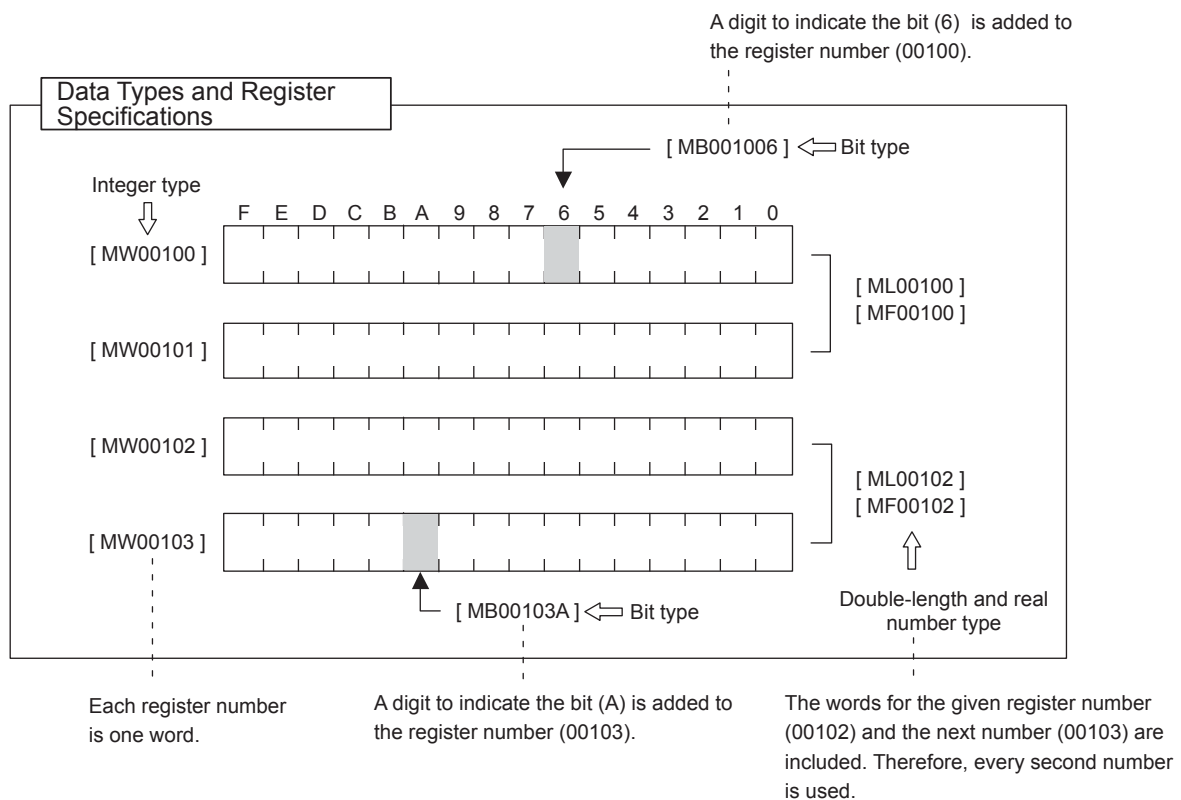 A digit to indicate the bit (6) is added to
the register number (00100).
Data Types and Register
Specifications
[ MB001006 ] Bit type
Integer type
F E D C B A 9 8 7 6 5 4 3 2 1 0
[ MW00100 ]
[ ML00100 ]
[ MF00100 ]
[ MW00101 ]
[ MW00102 ]
[ ML00102 ]
[ MF00102 ]
[ MW00103 ]
[ MB00103A ] Bit type
Double-length and real
number type
Each register number
is one word.
A digit to indicate the bit (A) is added to
the register number (00103).
The words for the given register number
(00102) and the next number (00103) are
included. Therefore, every second number
is used.